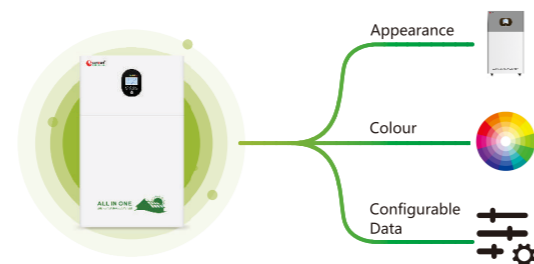 Appearance
Colour
Configurable
Data
ALL IN ONE